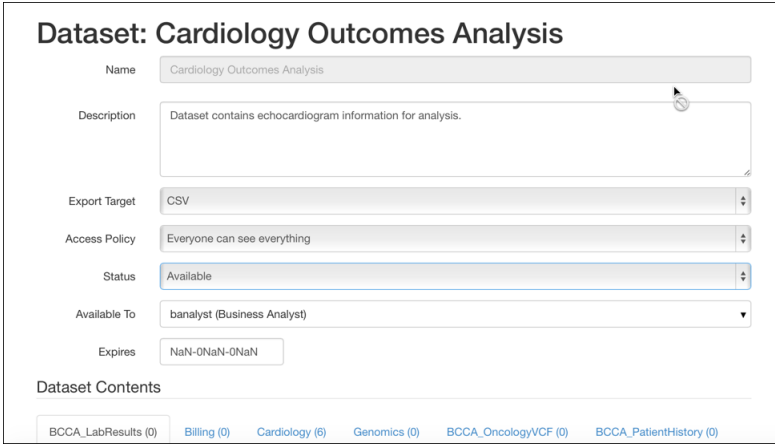 Dataset: Cardiology Outcomes Analysis
Name Cardiology Outcomes Analysis
Description Dataset contains echocardiogram information for analysis.
Export Target CSV
Access Policy Everyone can see everything
Status Available
Available To banalyst (Business Analyst)
Expires NaN-0NaN-0NaN
Dataset Contents
BCCA_LabResults (0) Billing (0) Cardiology (6) Genomics (0) BCCA_OncologyVCF (0) BCCA_PatientHistory (0)